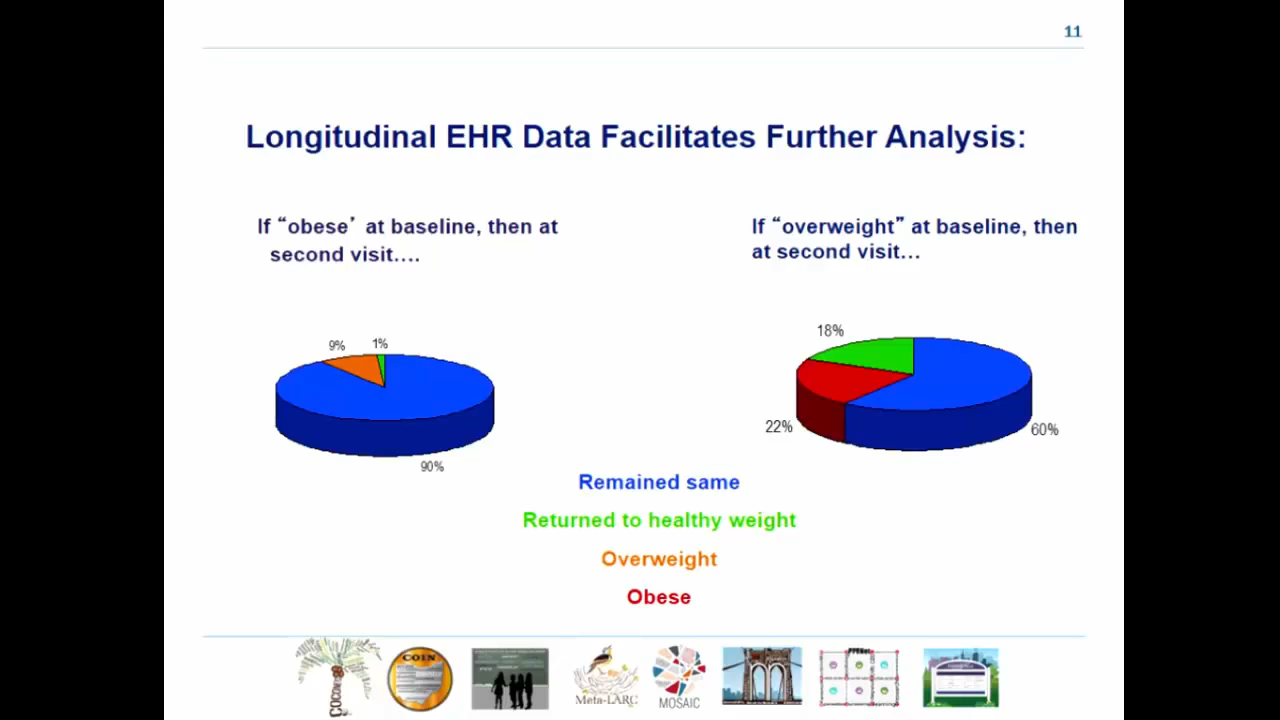 11
Longitudinal EHR Data Facilitates Further Analysis:
If “obese’ at baseline, then at
second visit….
If “overweight” at baseline, then
at second visit…
9%
1%
90%
18%
22%
60%
Remained same
Returned to healthy weight
Overweight
Obese
COCONet
COIN
Meta-LARC
MOSAIC
PPRNet